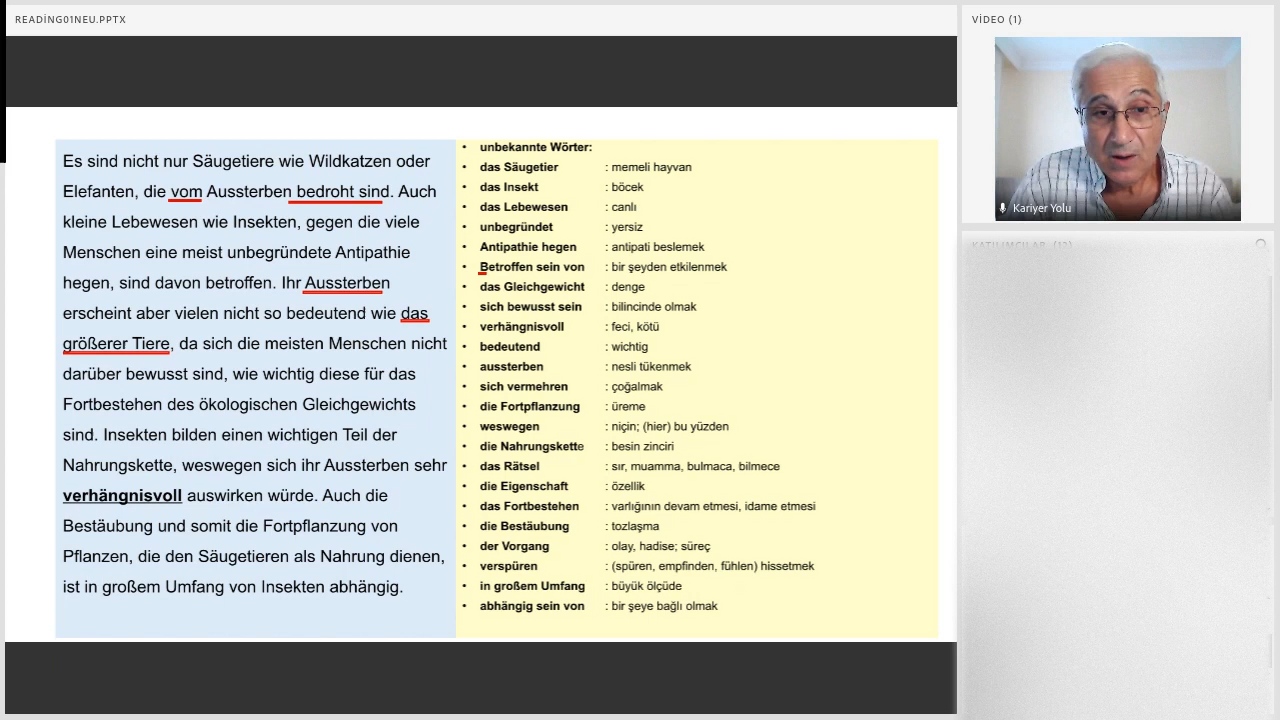 READİNG01NEU.PPTX
VİDEO (1)
Kariyer Yolu
KATILIMCILAR (12)
Es sind nicht nur Säugetiere wie Wildkatzen oder
Elefanten, die vom Aussterben bedroht sind. Auch
kleine Lebewesen wie Insekten, gegen die viele
Menschen eine meist unbegründete Antipathie
hegen, sind davon betroffen. Ihr Aussterben
erscheint aber vielen nicht so bedeutend wie das
größerer Tiere, da sich die meisten Menschen nicht
darüber bewusst sind, wie wichtig diese für das
Fortbestehen des ökologischen Gleichgewichts
sind. Insekten bilden einen wichtigen Teil der
Nahrungskette, weswegen sich ihr Aussterben sehr
verhängnisvoll auswirken würde. Auch die
Bestäubung und somit die Fortpflanzung von
Pflanzen, die den Säugetieren als Nahrung dienen,
ist in großem Umfang von Insekten abhängig.
• unbekannte Wörter:
• das Säugetier : memeli hayvan
• das Insekt : böcek
• das Lebewesen : canlı
• unbegründet : yersiz
• Antipathie hegen : antipati beslemek
• Betroffen sein von : bir şeyden etkilenmek
• das Gleichgewicht : denge
• sich bewusst sein : bilincinde olmak
• verhängnisvoll : feci, kötü
• bedeutend : wichtig
• aussterben : nesli tükenmek
• sich vermehren : çoğalmak
• die Fortpflanzung : üreme
• weswegen : niçin; (hier) bu yüzden
• die Nahrungskette : besin zinciri
• das Rätsel : sır, muamma, bulmaca, bilmece
• die Eigenschaft : özellik
• das Fortbestehen : varlığının devam etmesi, idame etmesi
• die Bestäubung : tozlaşma
• der Vorgang : olay, hadise; süreç
• verspüren : (spüren, empfinden, fühlen) hissetmek
• in großem Umfang : büyük ölçüde
• abhängig sein von : bir şeye bağlı olmak